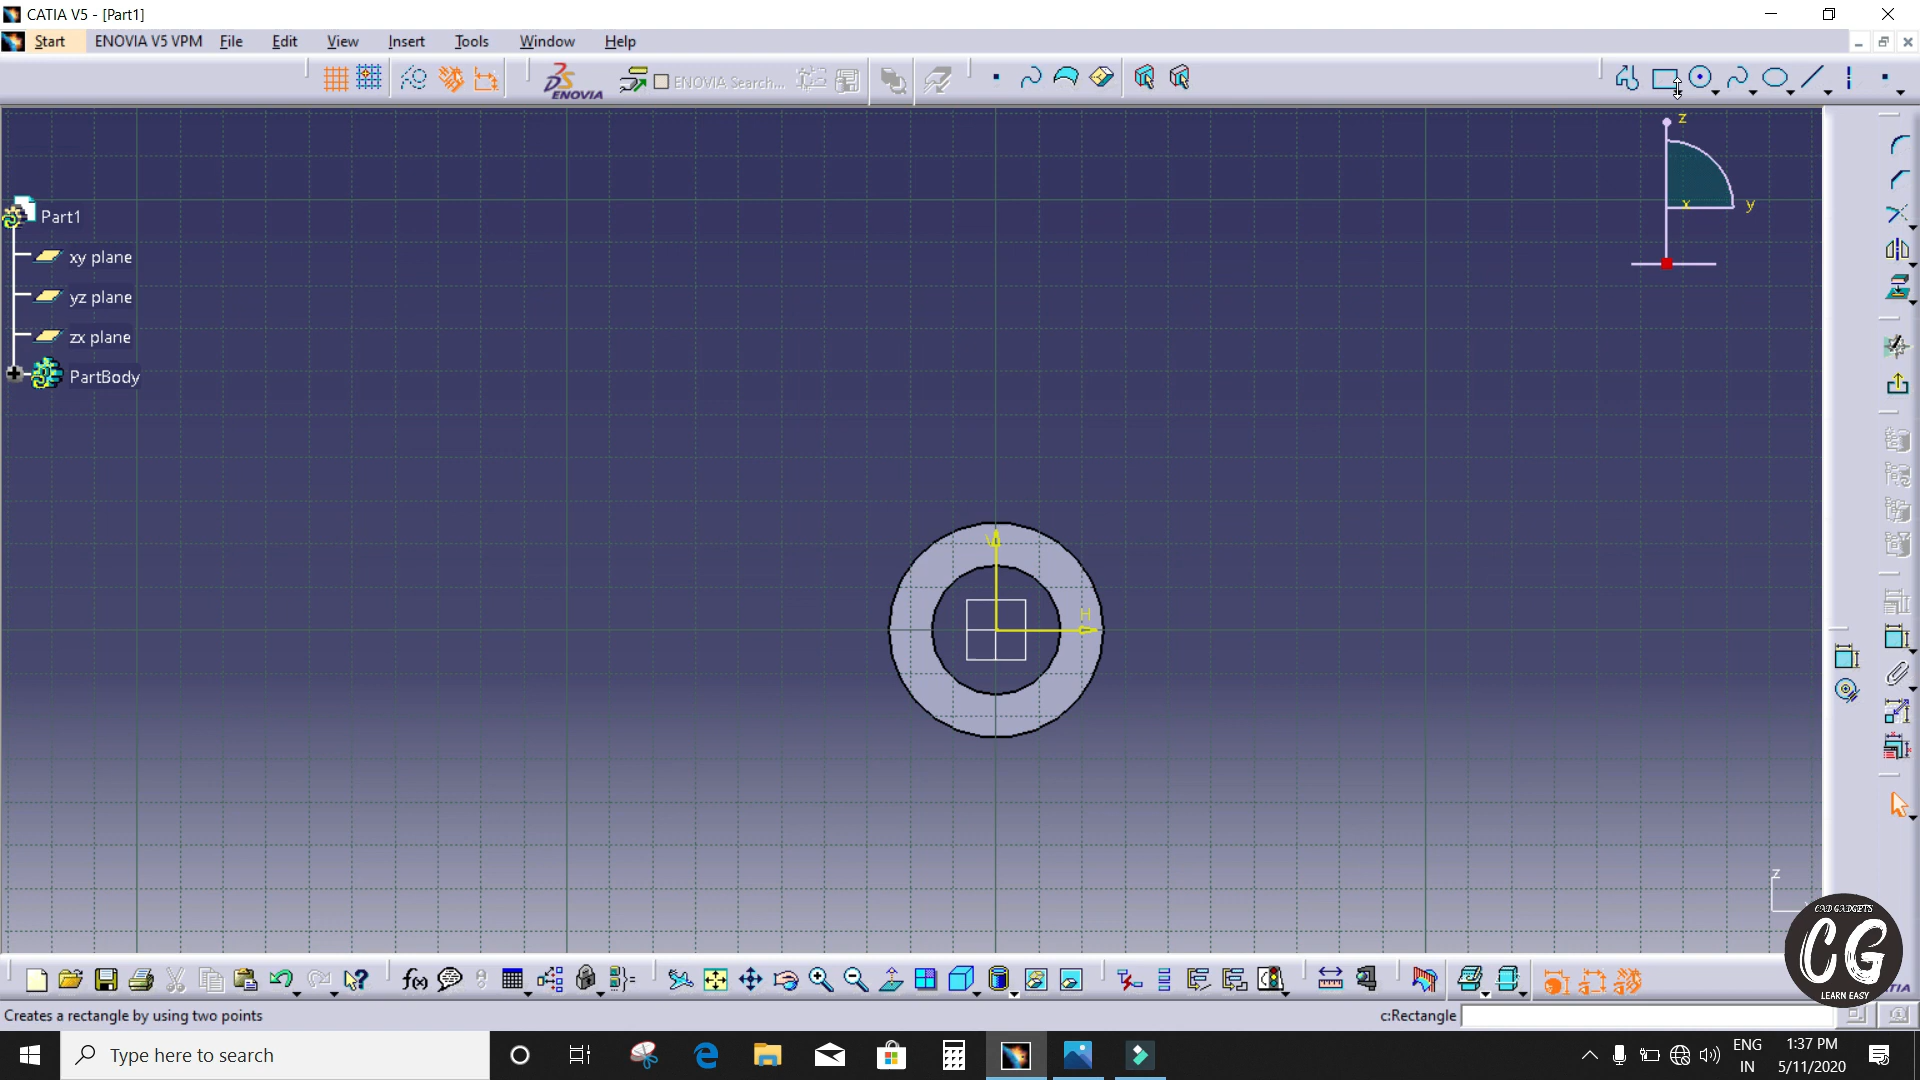 CATIA V5 - [Part1]
Start ENOVIA V5 VPM File Edit View Insert Tools Window Help
ENOVIA
ENOVIA Search...
z
x
y
Part1
xy plane
yz plane
zx plane
PartBody
V
H
z
CAD GADGETS
CG
LEARN EASY
f(x)
Creates a rectangle by using two points
c:Rectangle
Type here to search
ENG
IN
1:37 PM
5/11/2020